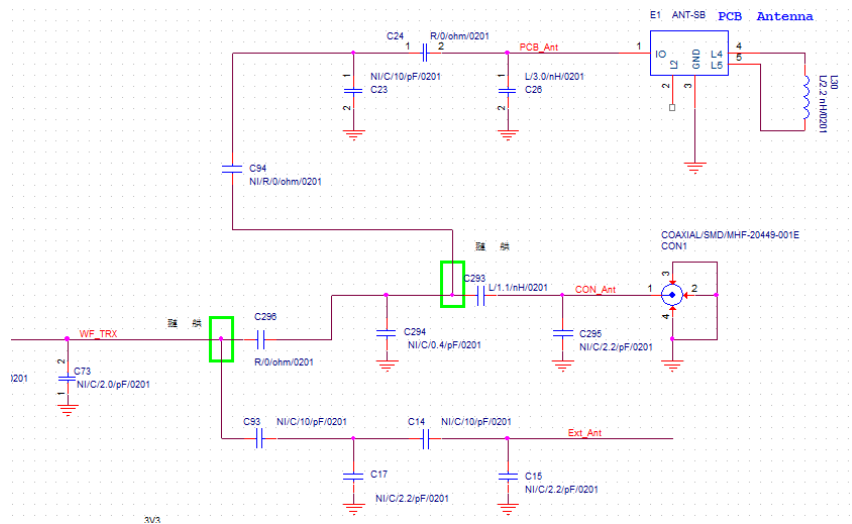 E1 ANT-SB PCB Antenna
C24 R/0/ohm/0201
1 2 PCB_Ant 1 IO L2 GND L4 4
L5 5
2 3
L30
L/2.2 nH/0201
NI/C/10/pF/0201
1 C23 2
L/3.0/nH/0201
1 C26 2
C94
NI/R/0/ohm/0201
COAXIAL/SMD/MHF-20449-001E
CON1
C293 L/1.1/nH/0201
CON_Ant 1 2 3 4
C296
R/0/ohm/0201
WF_TRX
C294
NI/C/0.4/pF/0201
C295
NI/C/2.2/pF/0201
0201
2 C73 1
NI/C/2.0/pF/0201
C93 NI/C/10/pF/0201
C14 NI/C/10/pF/0201
Ext_Ant
C17
NI/C/2.2/pF/0201
C15
NI/C/2.2/pF/0201
3V3